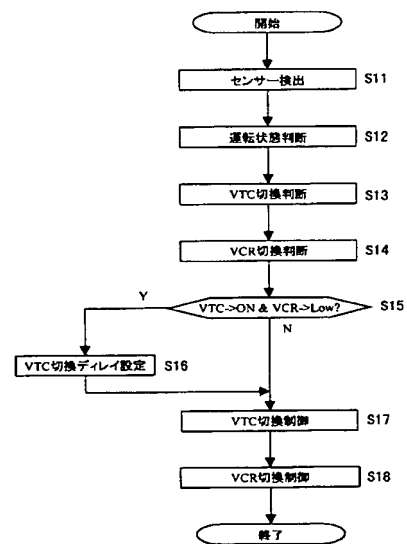 開始
センサー検出 S11
運転状態判断 S12
VTC切換判断 S13
VCR切換判断 S14
VTC->ON & VCR->Low? S15
Y
N
VTC切換ディレイ設定 S16
VTC切換制御 S17
VCR切換制御 S18
終了